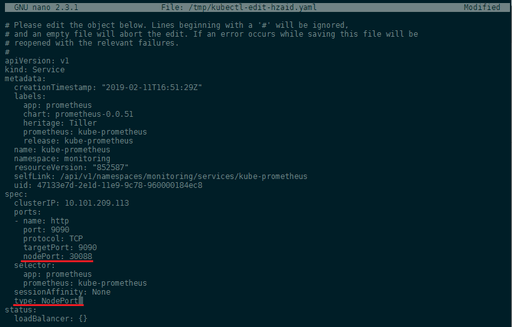 GNU nano 2.3.1 File: /tmp/kubectl-edit-hzaid.yaml Modified
# Please edit the object below. Lines beginning with a '#' will be ignored,
# and an empty file will abort the edit. If an error occurs while saving this file will be
# reopened with the relevant failures.
#
apiVersion: v1
kind: Service
metadata:
  creationTimestamp: "2019-02-11T16:51:29Z"
  labels:
    app: prometheus
    chart: prometheus-0.0.51
    heritage: Tiller
    prometheus: kube-prometheus
    release: kube-prometheus
  name: kube-prometheus
  namespace: monitoring
  resourceVersion: "852587"
  selfLink: /api/v1/namespaces/monitoring/services/kube-prometheus
  uid: 47133e7d-2e1d-11e9-9c78-960000184ec8
spec:
  clusterIP: 10.101.209.113
  ports:
  - name: http
    port: 9090
    protocol: TCP
    targetPort: 9090
    nodePort: 30088
  selector:
    app: prometheus
    prometheus: kube-prometheus
  sessionAffinity: None
  type: NodePort
status:
  loadBalancer: {}